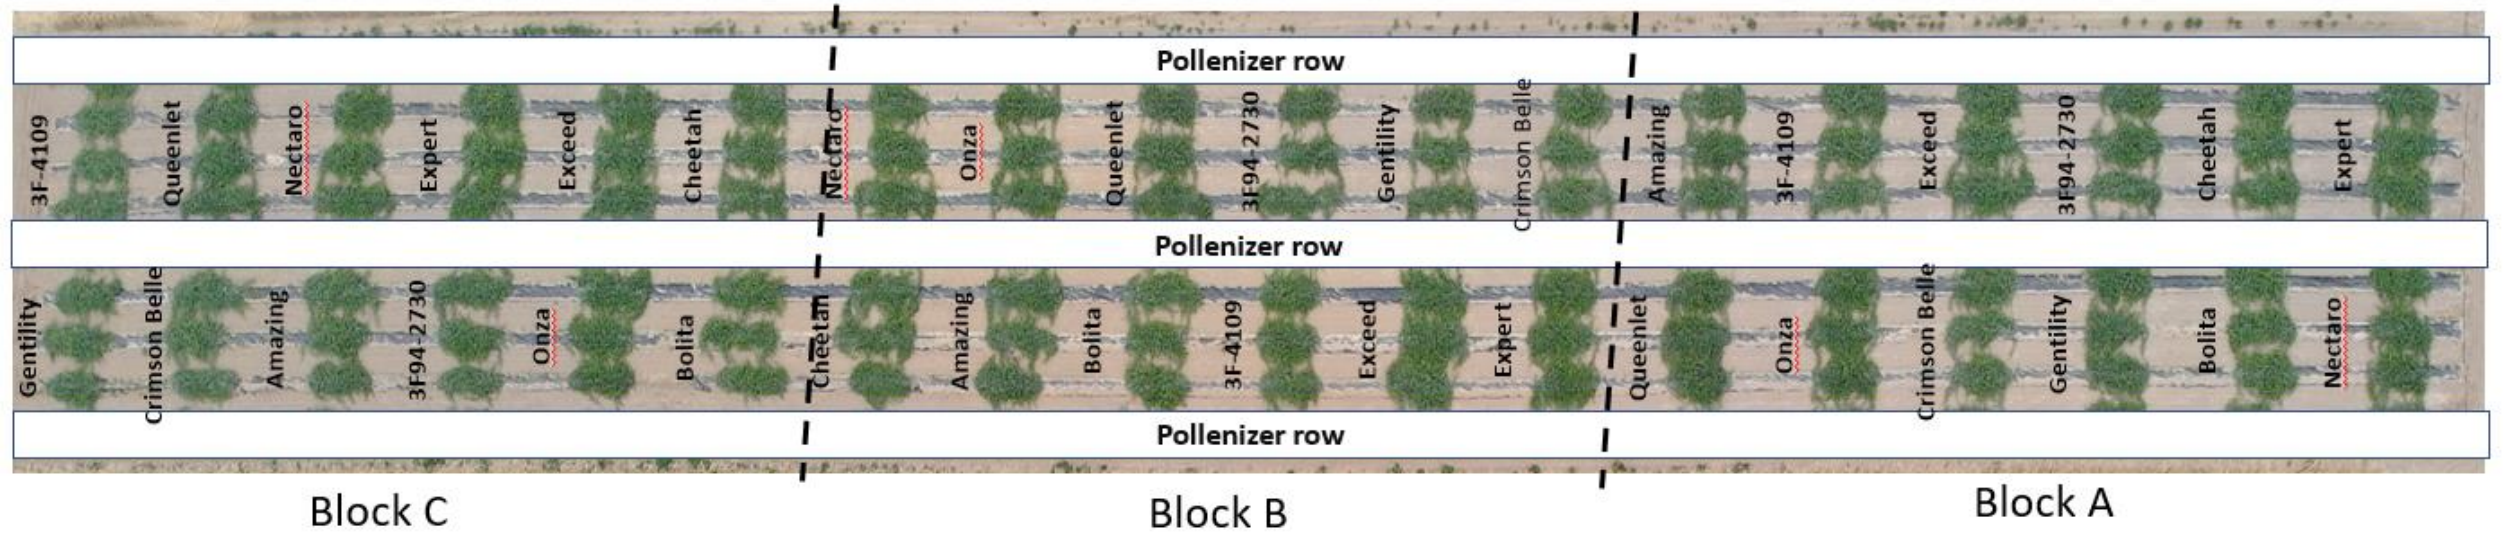 Pollenizer row
3F-4109
Queenlet
Nectaro
Expert
Exceed
Cheetah
Nectaro
Onza
Queenlet
3F94-2730
Gentility
Crimson Belle
Amazing
3F-4109
Exceed
3F94-2730
Cheetah
Expert
Pollenizer row
Gentility
Crimson Belle
Amazing
3F94-2730
Onza
Bolita
Cheetah
Amazing
Bolita
3F-4109
Exceed
Expert
Queenlet
Onza
Crimson Belle
Gentility
Bolita
Nectaro
Pollenizer row
Block C
Block B
Block A